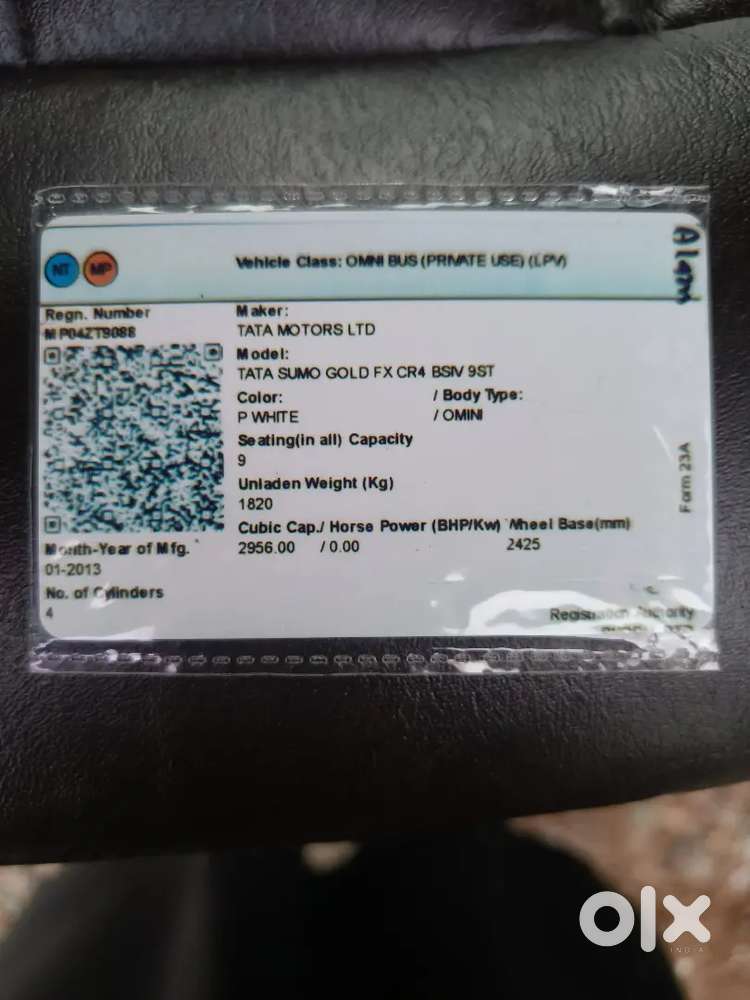 NT MP Vehicle Class: OMNI BUS (PRIVATE USE) (LPV)
Regn. Number
MP04ZT9088
Maker:
TATA MOTORS LTD
Model:
TATA SUMO GOLD FX CR4 BSIV 9ST
Color: / Body Type:
P WHITE / OMINI
Seating(in all) Capacity
9
Unladen Weight (Kg)
1820
Cubic Cap./ Horse Power (BHP/Kw) Wheel Base(mm)
2956.00 / 0.00 2425
Month-Year of Mfg.
01-2013
No. of Cylinders
4
Form 23A
Registration Authority
olx
INDIA